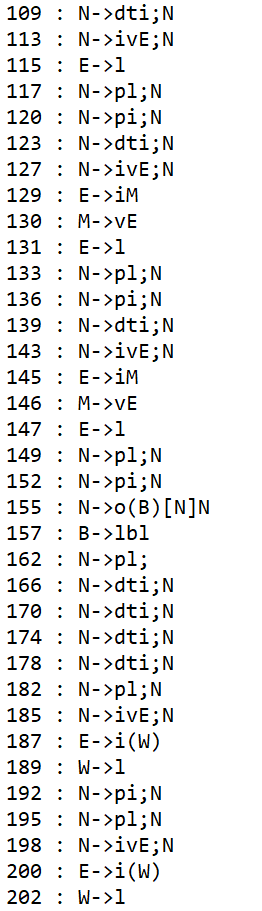 109 : N->dti;N
113 : N->ivE;N
115 : E->l
117 : N->pl;N
120 : N->pi;N
123 : N->dti;N
127 : N->ivE;N
129 : E->iM
130 : M->vE
131 : E->l
133 : N->pl;N
136 : N->pi;N
139 : N->dti;N
143 : N->ivE;N
145 : E->iM
146 : M->vE
147 : E->l
149 : N->pl;N
152 : N->pi;N
155 : N->o(B)[N]N
157 : B->lbl
162 : N->pl;
166 : N->dti;N
170 : N->dti;N
174 : N->dti;N
178 : N->dti;N
182 : N->pl;N
185 : N->ivE;N
187 : E->i(W)
189 : W->l
192 : N->pi;N
195 : N->pl;N
198 : N->ivE;N
200 : E->i(W)
202 : W->l